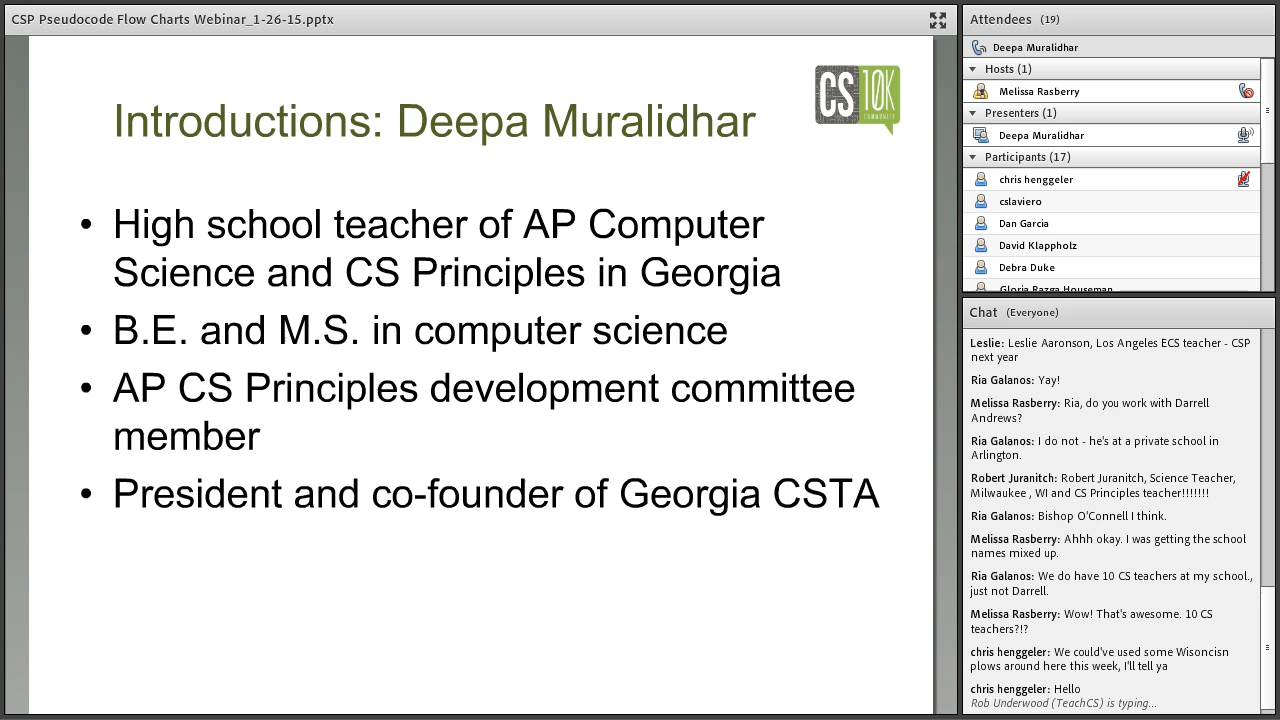 CSP Pseudocode Flow Charts Webinar_1-26-15.pptx
Introductions: Deepa Muralidhar
CS 10K
COMMUNITY
• High school teacher of AP Computer
Science and CS Principles in Georgia
• B.E. and M.S. in computer science
• AP CS Principles development committee
member
• President and co-founder of Georgia CSTA
Attendees (19)
Deepa Muralidhar
Hosts (1)
Melissa Rasberry
Presenters (1)
Deepa Muralidhar
Participants (17)
chris henggeler
cslaviero
Dan Garcia
David Klappholz
Debra Duke
Gloria Razga Houseman
Chat (Everyone)
Leslie: Leslie Aaronson, Los Angeles ECS teacher - CSP
next year
Ria Galanos: Yay!
Melissa Rasberry: Ria, do you work with Darrell
Andrews?
Ria Galanos: I do not - he's at a private school in
Arlington.
Robert Juranitch: Robert Juranitch, Science Teacher,
Milwaukee , WI and CS Principles teacher!!!!!!!
Ria Galanos: Bishop O'Connell I think.
Melissa Rasberry: Ahhh okay. I was getting the school
names mixed up.
Ria Galanos: We do have 10 CS teachers at my school.,
just not Darrell.
Melissa Rasberry: Wow! That's awesome. 10 CS
teachers?!?
chris henggeler: We could've used some Wisoncisn
plows around here this week, I'll tell ya
chris henggeler: Hello
Rob Underwood (TeachCS) is typing...